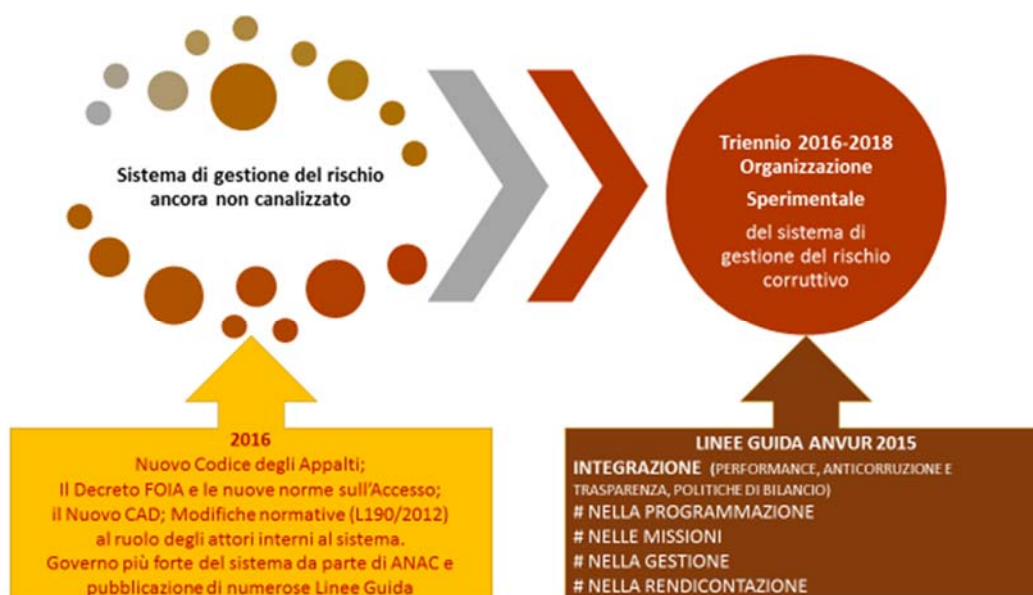 Sistema di gestione del rischio
ancora non canalizzato
Triennio 2016-2018
Organizzazione
Sperimentale
del sistema di
gestione del rischio
corruttivo
2016
Nuovo Codice degli Appalti;
Il Decreto FOIA e le nuove norme sull'Accesso;
il Nuovo CAD; Modifiche normative (L190/2012)
al ruolo degli attori interni al sistema.
Governo più forte del sistema da parte di ANAC e
pubblicazione di numerose Linee Guida
LINEE GUIDA ANVUR 2015
INTEGRAZIONE (PERFORMANCE, ANTICORRUZIONE E
TRASPARENZA, POLITICHE DI BILANCIO)
# NELLA PROGRAMMAZIONE
# NELLE MISSIONI
# NELLA GESTIONE
# NELLA RENDICONTAZIONE